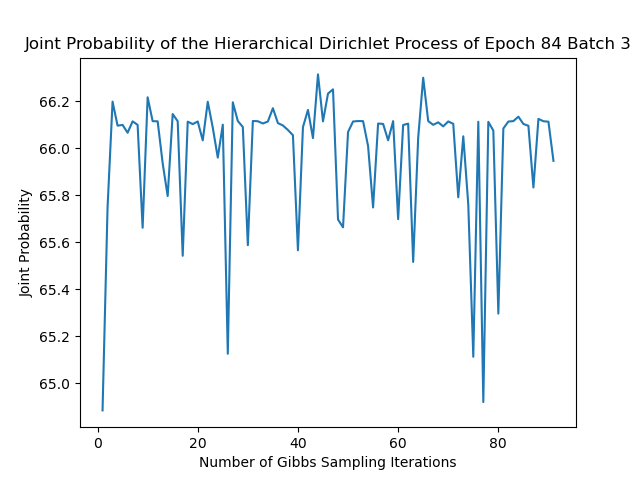 Joint Probability of the Hierarchical Dirichlet Process of Epoch 84 Batch 3
66.2
66.0
65.8
65.6
65.4
65.2
65.0
Joint Probability
0 20 40 60 80
Number of Gibbs Sampling Iterations